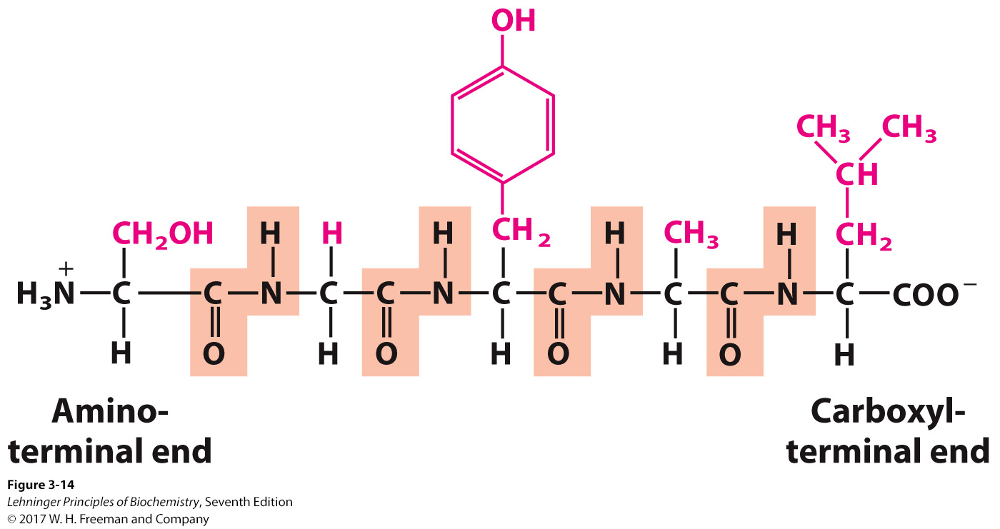 OH
CH₃ CH₃
CH
CH₂OH H H H CH₂ H CH₃ H CH₂
+
H₃N C C N C C N C C N C C N C COO⁻
H O H O H O H O H
Amino- Carboxyl-
terminal end terminal end
Figure 3-14
Lehninger Principles of Biochemistry, Seventh Edition
© 2017 W. H. Freeman and Company